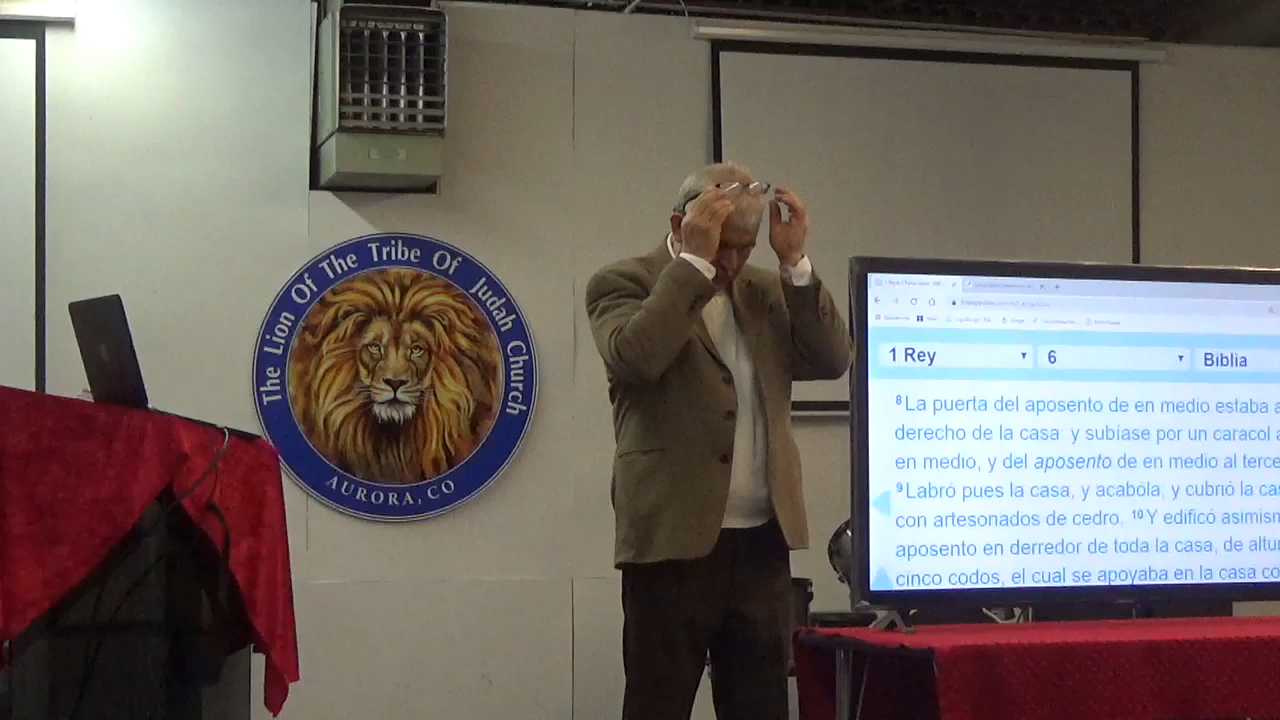 The Lion Of The Tribe Of Judah Church
AURORA, CO
1 Rey
6
Biblia
8 La puerta del aposento de en medio estaba a
derecho de la casa y subíase por un caracol a
en medio, y del aposento de en medio al terce
9 Labró pues la casa, y acabóla, y cubrió la cas
con artesonados de cedro. 10 Y edificó asimism
aposento en derredor de toda la casa, de altur
cinco codos, el cual se apoyaba en la casa co